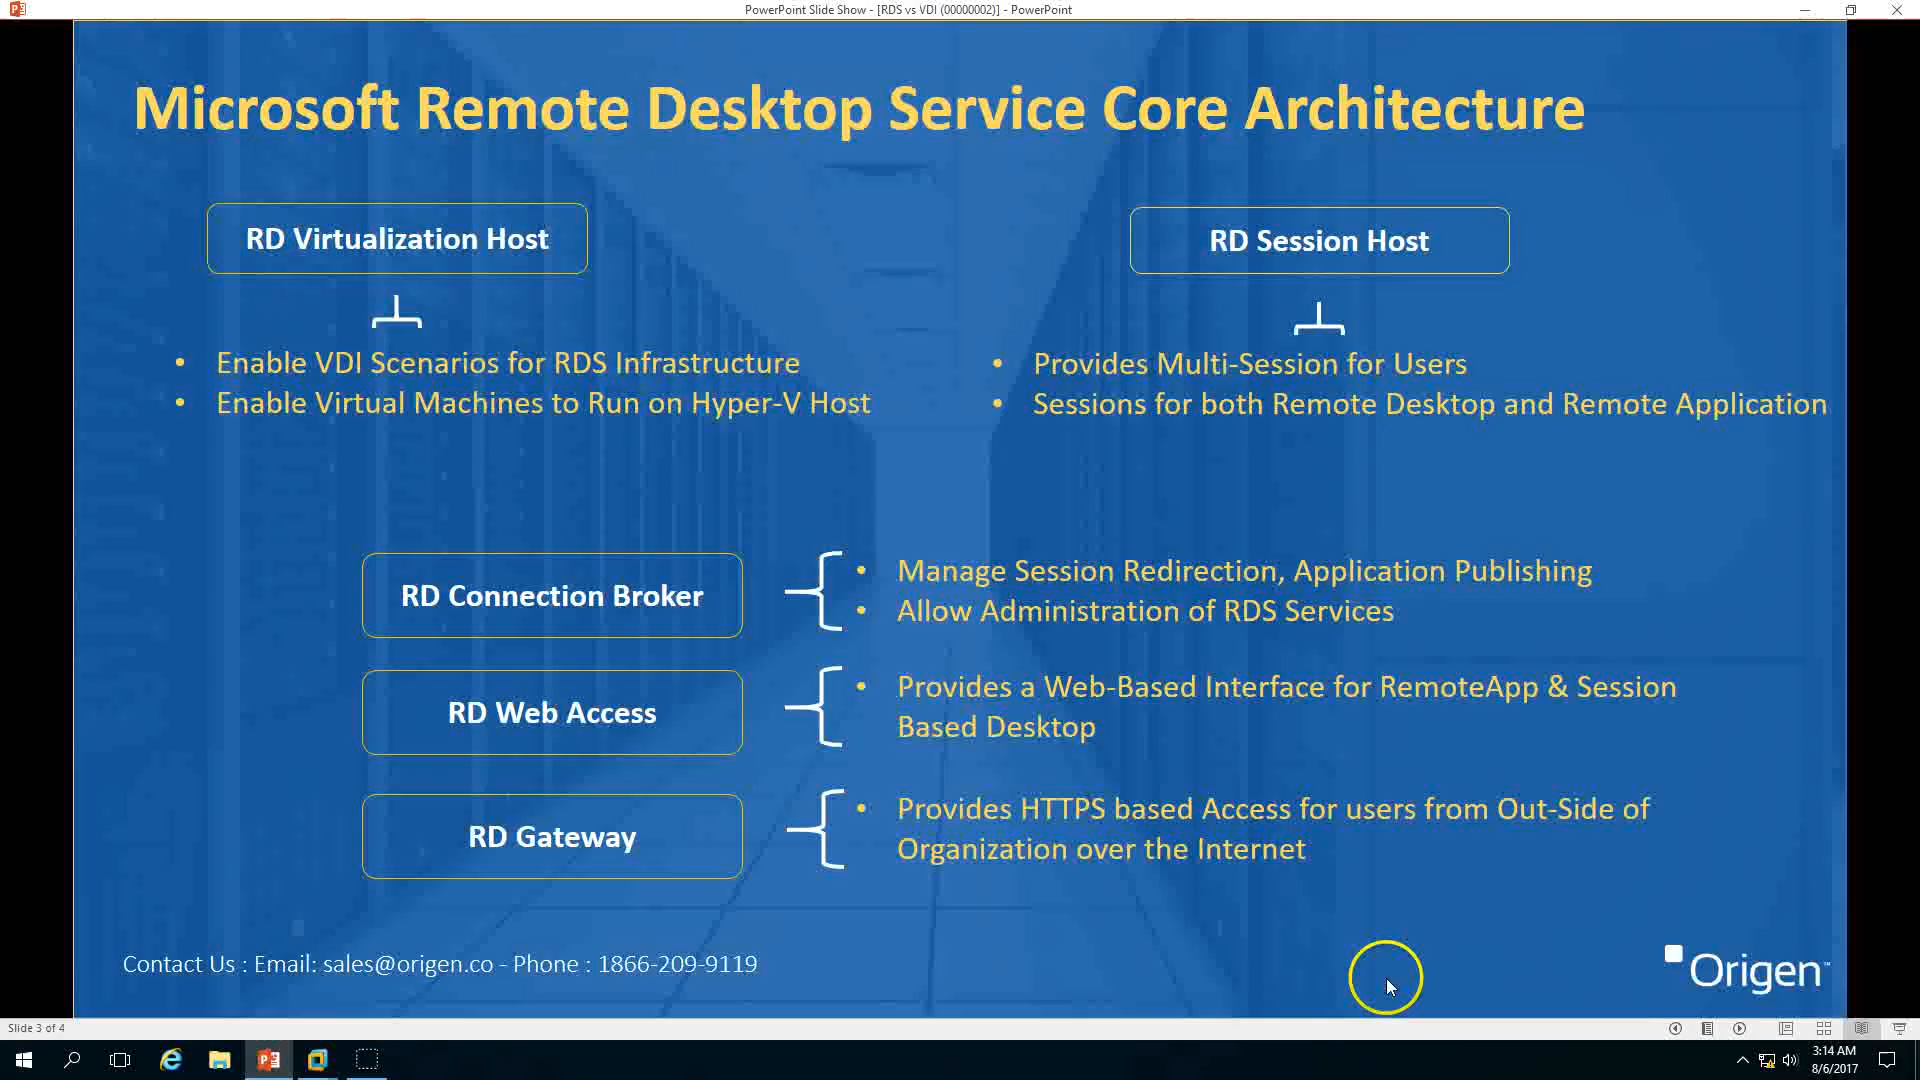 PowerPoint Slide Show - [RDS vs VDI (00000002)] - PowerPoint
Microsoft Remote Desktop Service Core Architecture
RD Virtualization Host
RD Session Host
• Enable VDI Scenarios for RDS Infrastructure
• Enable Virtual Machines to Run on Hyper-V Host
• Provides Multi-Session for Users
• Sessions for both Remote Desktop and Remote Application
RD Connection Broker
• Manage Session Redirection, Application Publishing
• Allow Administration of RDS Services
RD Web Access
• Provides a Web-Based Interface for RemoteApp & Session
Based Desktop
RD Gateway
• Provides HTTPS based Access for users from Out-Side of
Organization over the Internet
Contact Us : Email: sales@origen.co - Phone : 1866-209-9119
Origen™
Slide 3 of 4
3:14 AM
8/6/2017